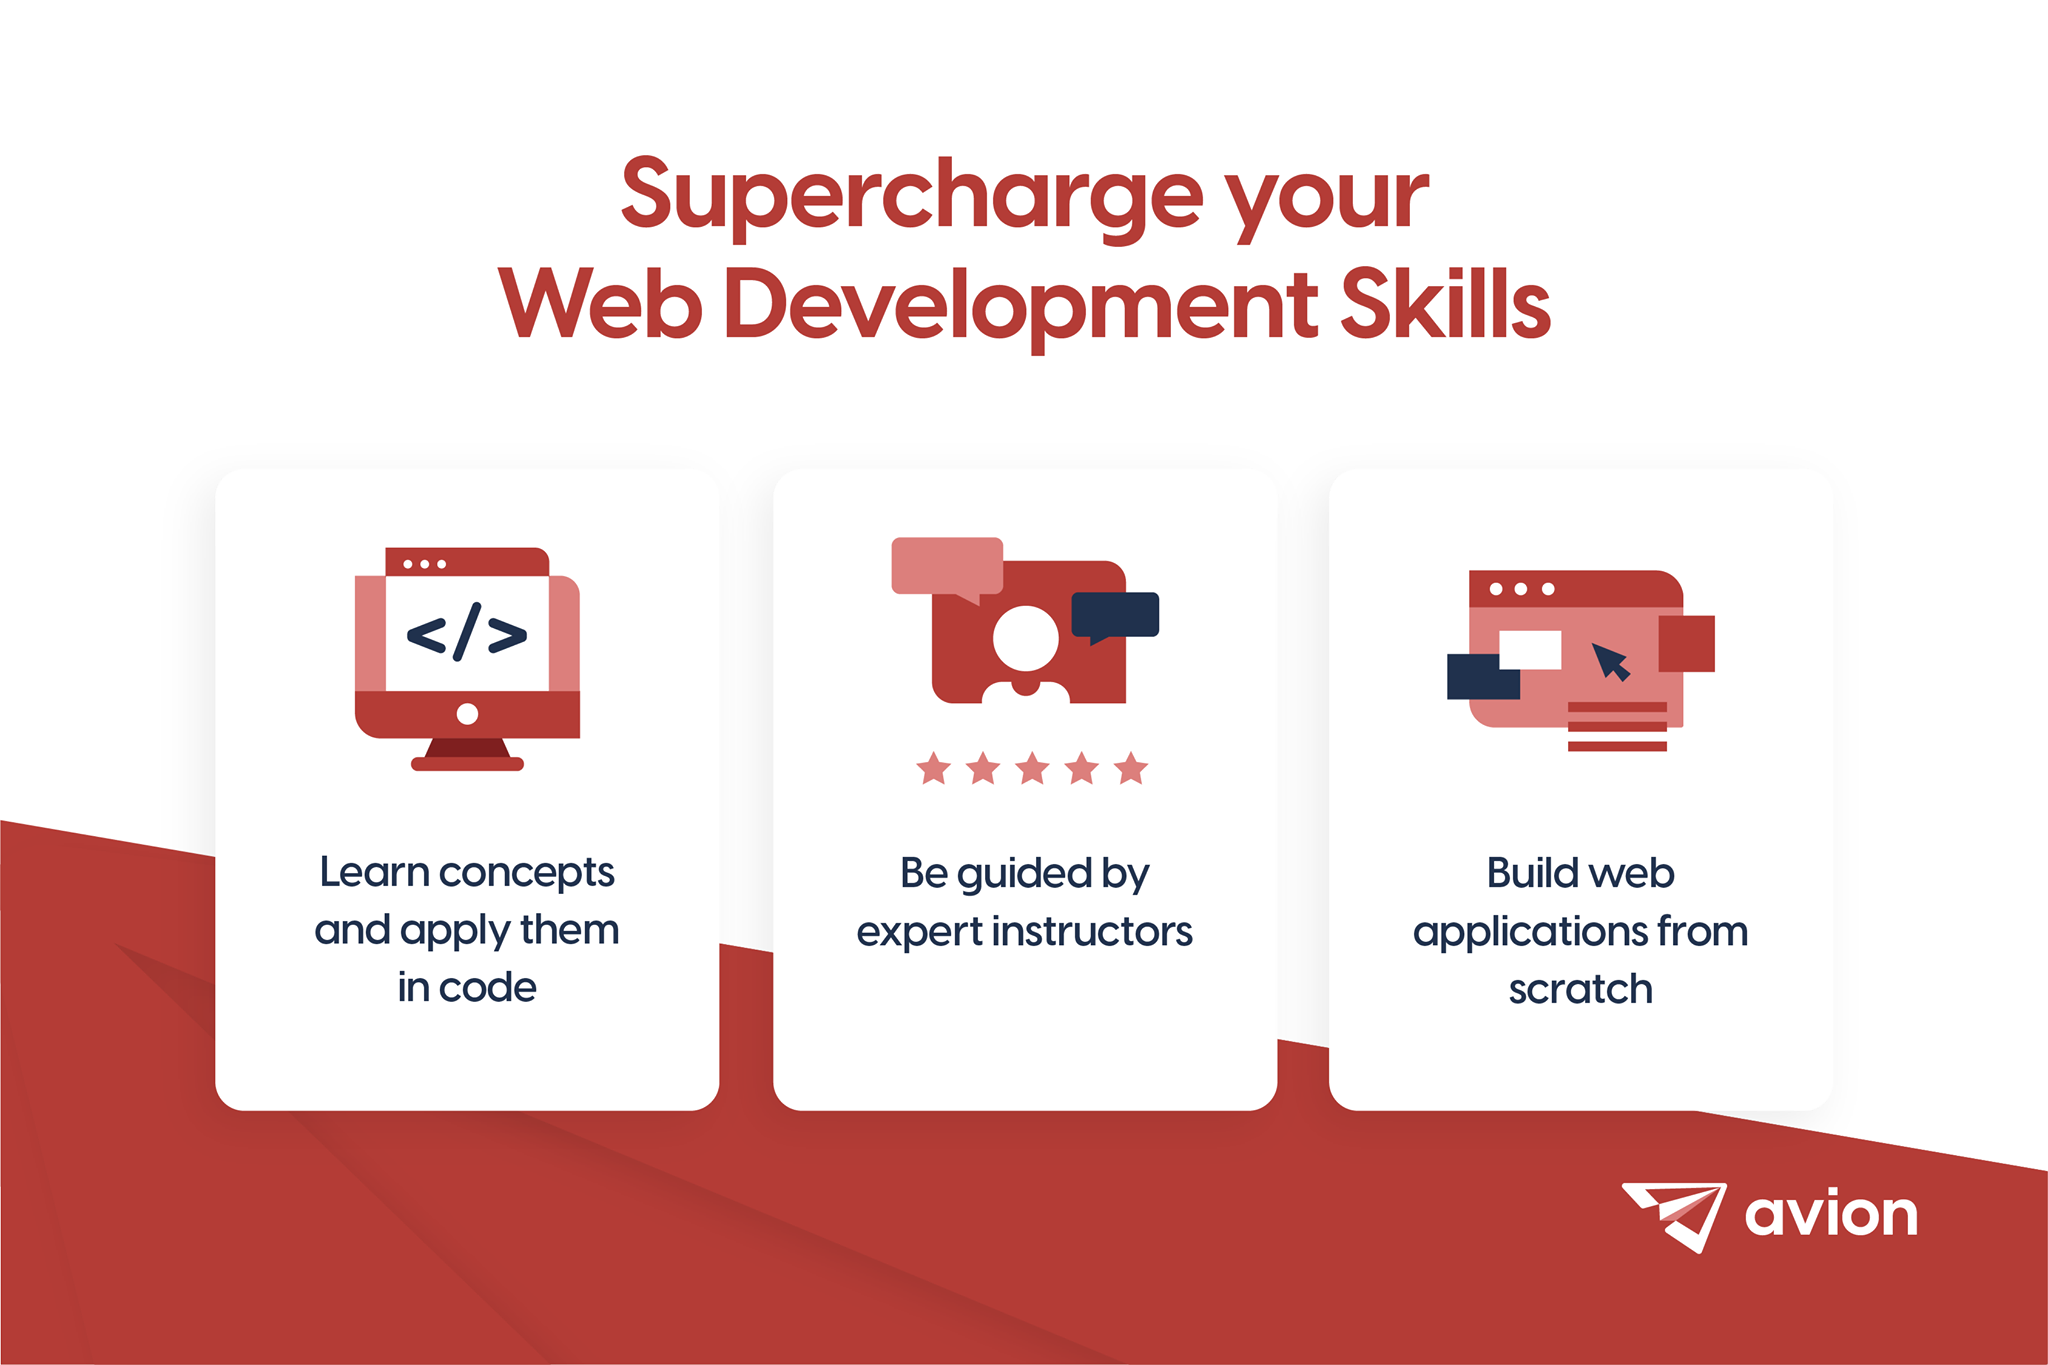 Supercharge your
Web Development Skills
</>
Learn concepts
and apply them
in code
Be guided by
expert instructors
Build web
applications from
scratch
avion